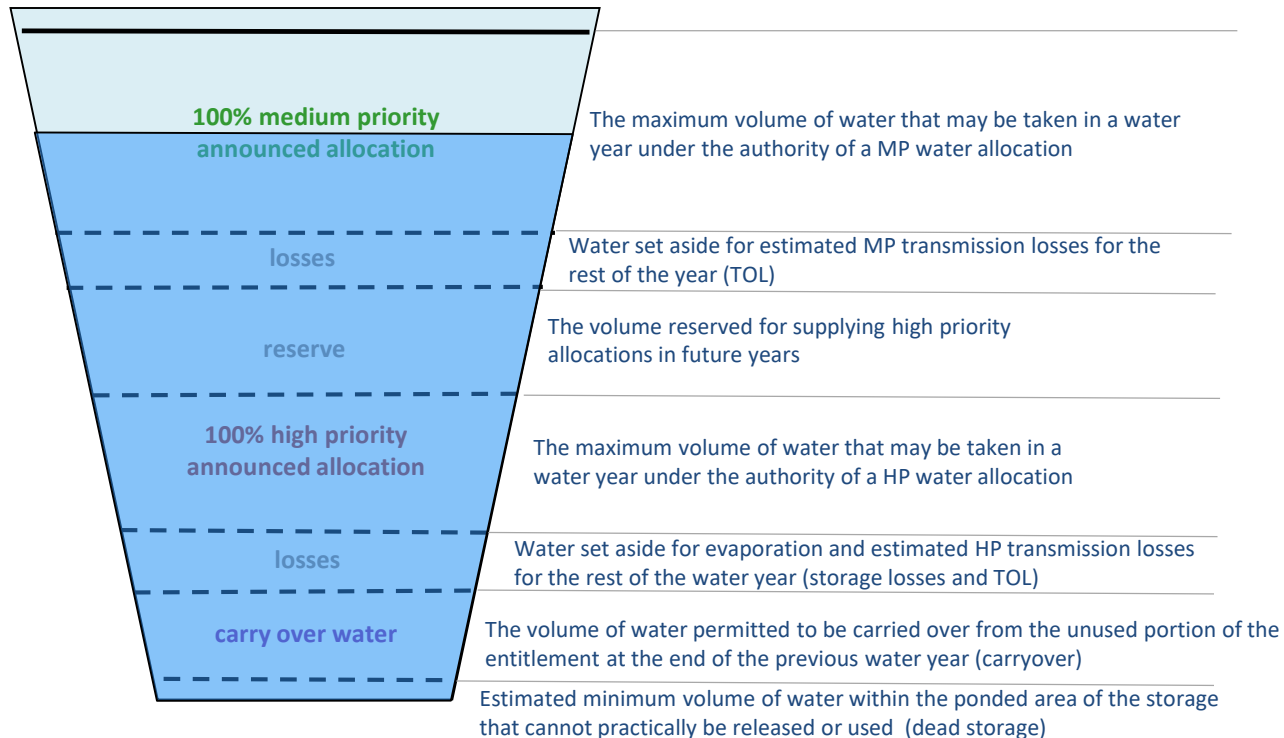 100% medium priority
announced allocation
The maximum volume of water that may be taken in a water
year under the authority of a MP water allocation
losses
Water set aside for estimated MP transmission losses for the
rest of the year (TOL)
reserve
The volume reserved for supplying high priority
allocations in future years
100% high priority
announced allocation
The maximum volume of water that may be taken in a
water year under the authority of a HP water allocation
losses
Water set aside for evaporation and estimated HP transmission losses
for the rest of the water year (storage losses and TOL)
carry over water
The volume of water permitted to be carried over from the unused portion of the
entitlement at the end of the previous water year (carryover)
Estimated minimum volume of water within the ponded area of the storage
that cannot practically be released or used (dead storage)